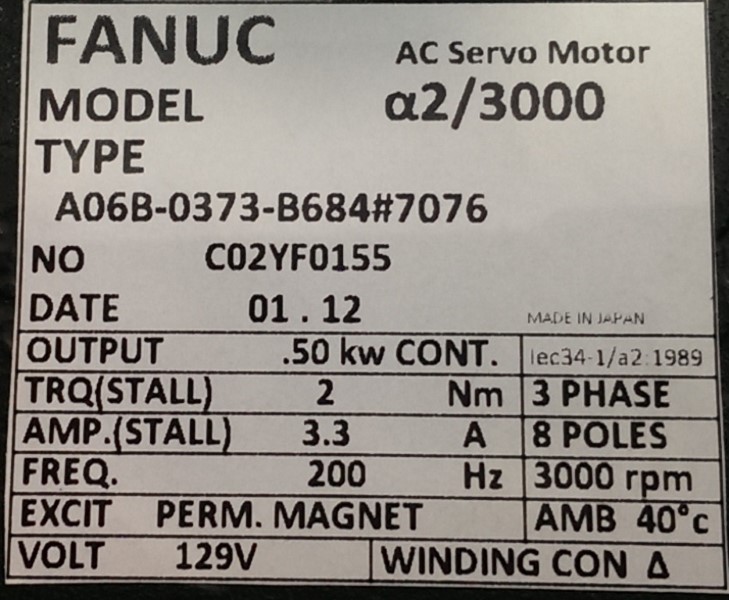 FANUC AC Servo Motor
MODEL α2/3000
TYPE
A06B-0373-B684#7076
NO C02YF0155
DATE 01 . 12 MADE IN JAPAN
OUTPUT .50 kw CONT. Iec34-1/a2:1989
TRQ(STALL) 2 Nm 3 PHASE
AMP.(STALL) 3.3 A 8 POLES
FREQ. 200 Hz 3000 rpm
EXCIT PERM. MAGNET AMB 40°c
VOLT 129V WINDING CON Δ